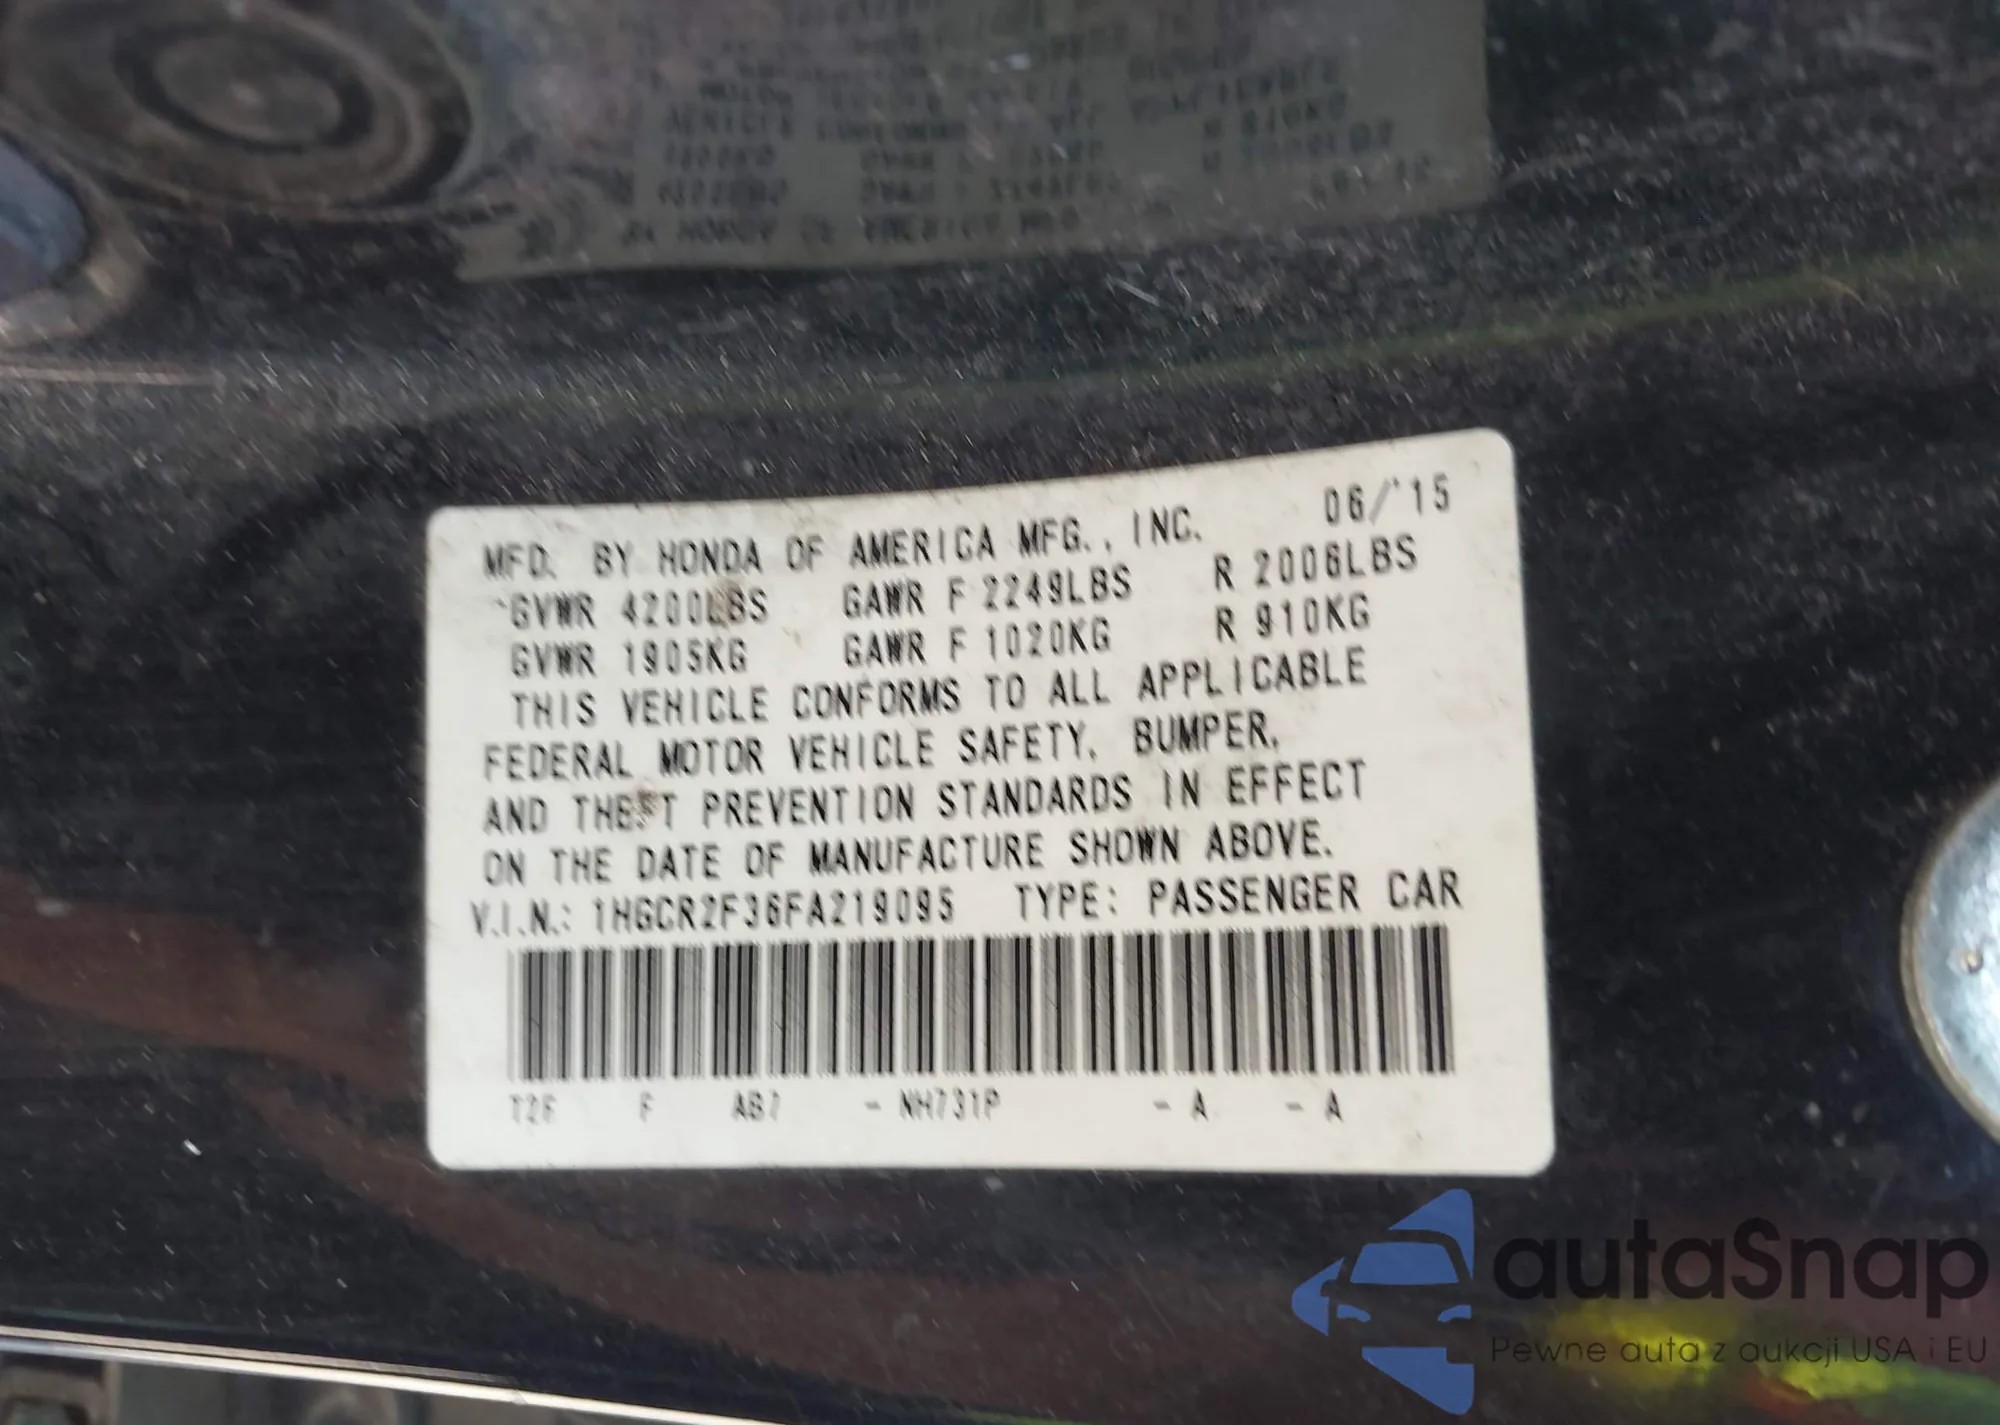 MFD. BY HONDA OF AMERICA MFG., INC. 06/'15
GVWR 4200LBS GAWR F 2249LBS R 2006LBS
GVWR 1905KG GAWR F 1020KG R 910KG
THIS VEHICLE CONFORMS TO ALL APPLICABLE
FEDERAL MOTOR VEHICLE SAFETY, BUMPER,
AND THEFT PREVENTION STANDARDS IN EFFECT
ON THE DATE OF MANUFACTURE SHOWN ABOVE.
V.I.N.: 1HGCR2F36FA219095 TYPE: PASSENGER CAR
T2F F AB7 - NH731P - A - A
autaSnap
Pewne auta z aukcji USA i EU